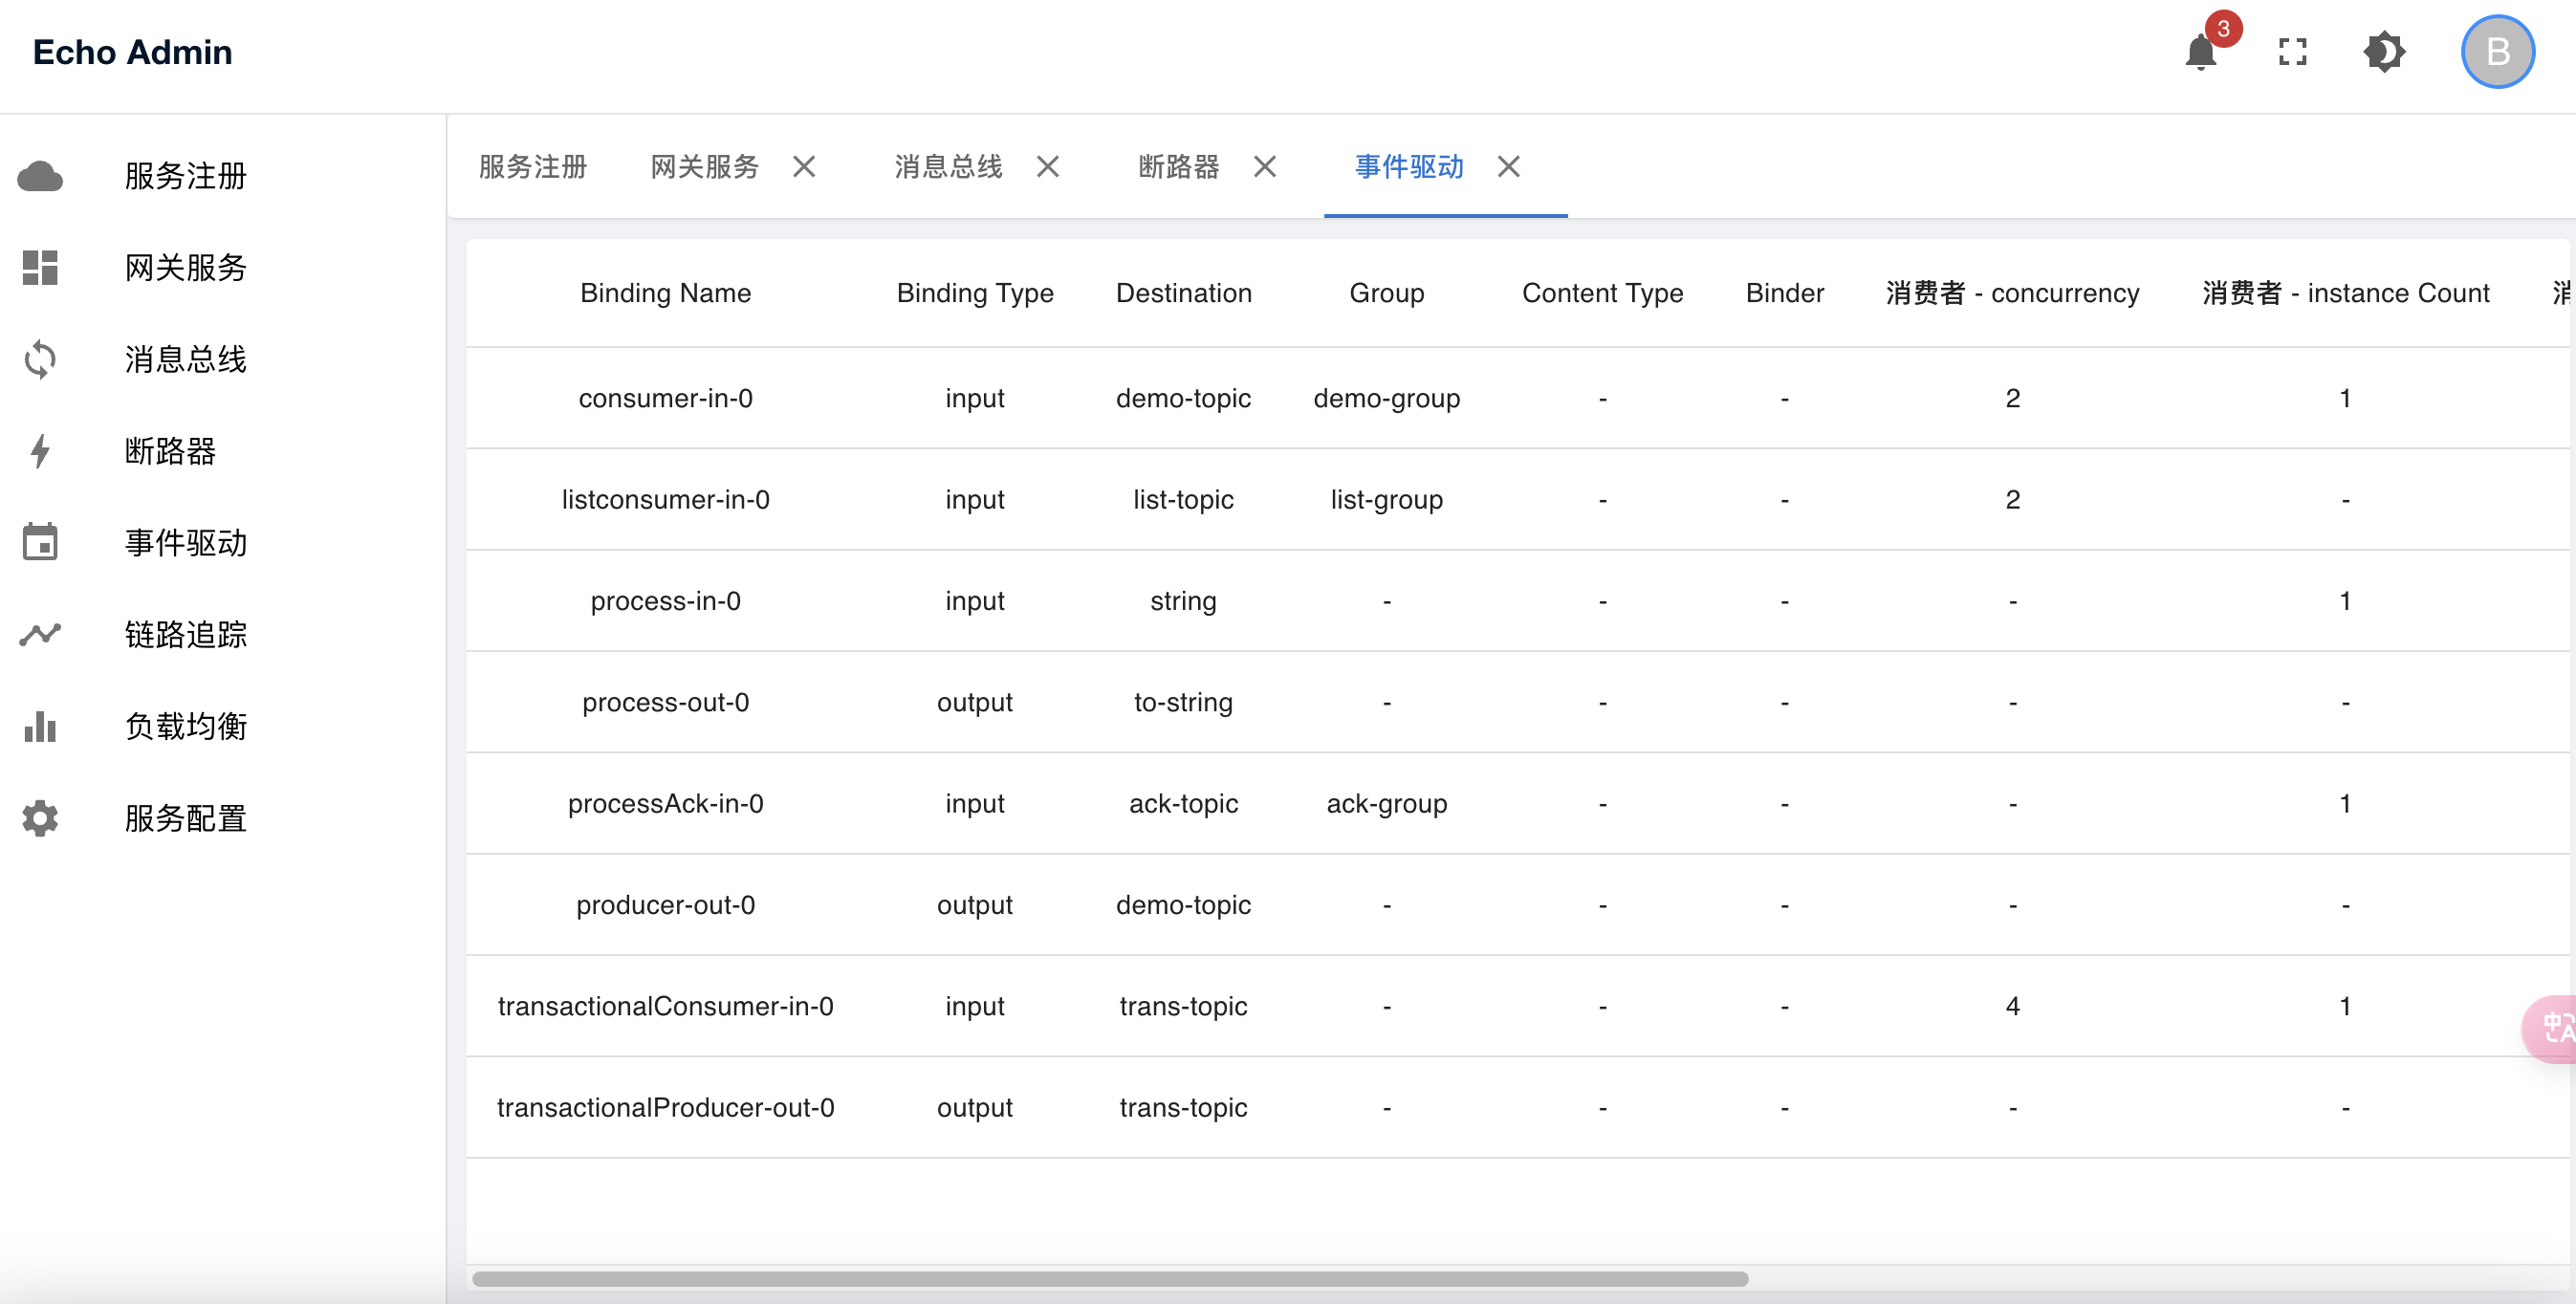 Echo Admin
3
B
服务注册
网关服务
消息总线
断路器
事件驱动
链路追踪
负载均衡
服务配置
服务注册 网关服务 消息总线 断路器 事件驱动
Binding Name Binding Type Destination Group Content Type Binder 消费者 - concurrency 消费者 - instance Count
consumer-in-0 input demo-topic demo-group - - 2 1
listconsumer-in-0 input list-topic list-group - - 2 -
process-in-0 input string - - - - 1
process-out-0 output to-string - - - - -
processAck-in-0 input ack-topic ack-group - - - 1
producer-out-0 output demo-topic - - - - -
transactionalConsumer-in-0 input trans-topic - - - 4 1
transactionalProducer-out-0 output trans-topic - - - - -
中A